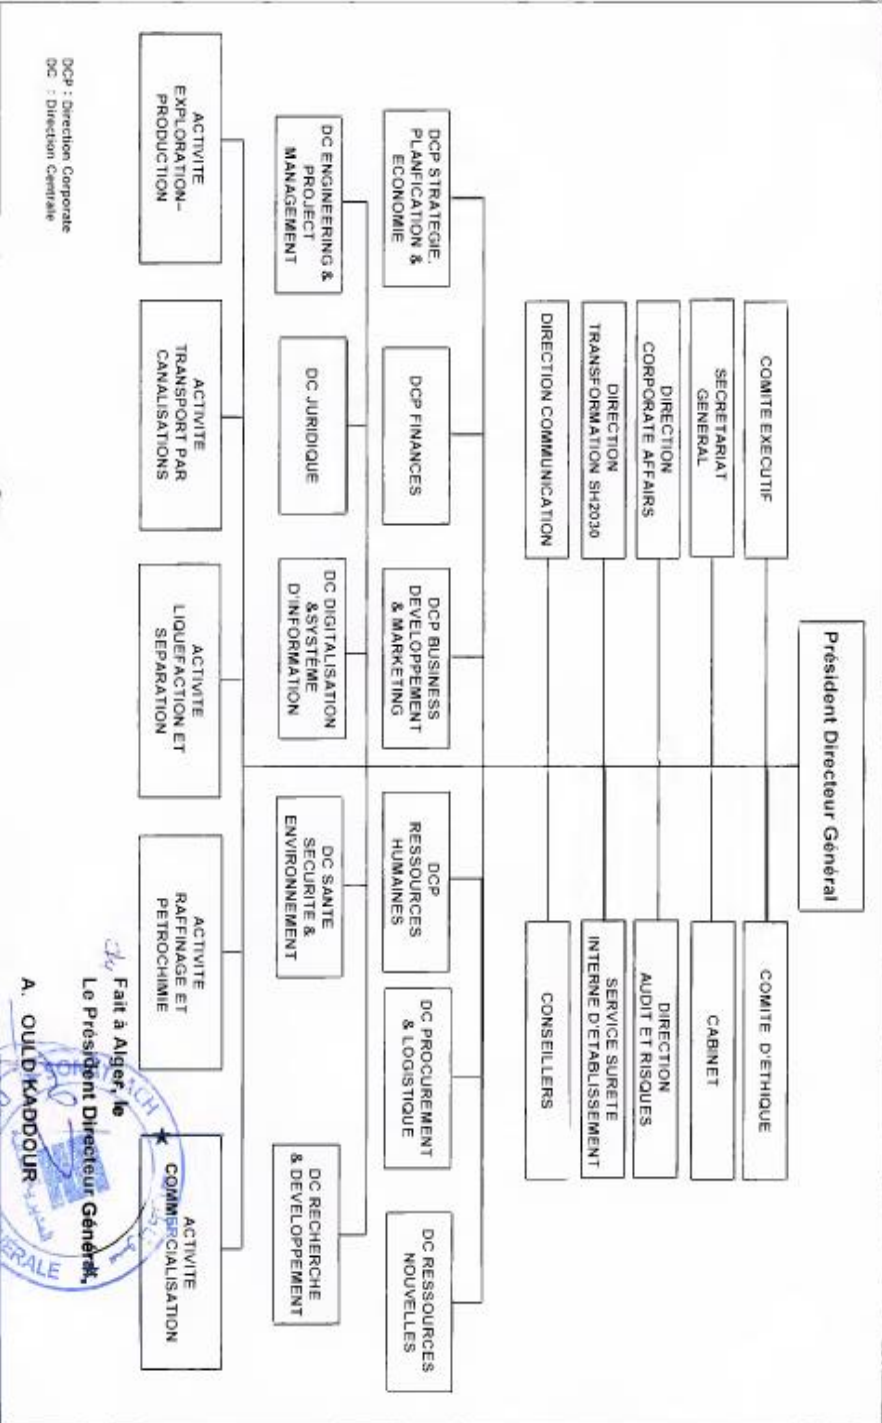 Président Directeur Général
COMITE EXECUTIF
COMITE D'ETHIQUE
SECRETARIAT
GENERAL
CABINET
DIRECTION
CORPORATE AFFAIRS
DIRECTION
AUDIT ET RISQUES
DIRECTION
TRANSFORMATION SH2030
SERVICE SURETE
INTERNE D'ETABLISSEMENT
DIRECTION COMMUNICATION
CONSEILLERS
DCP STRATEGIE,
PLANFICATION &
ECONOMIE
DCP FINANCES
DCP BUSINESS
DEVELOPPEMENT
& MARKETING
DCP
RESSOURCES
HUMAINES
DC PROCUREMENT
& LOGISTIQUE
DC RESSOURCES
NOUVELLES
DC ENGINEERING &
PROJECT
MANAGEMENT
DC JURIDIQUE
DC DIGITALISATION
&SYSTÈME
D'INFORMATION
DC SANTE
SECURITE &
ENVIRONNEMENT
DC RECHERCHE
& DEVELOPPEMENT
ACTIVITE
EXPLORATION–
PRODUCTION
ACTIVITE
TRANSPORT PAR
CANALISATIONS
ACTIVITE
LIQUEFACTION ET
SEPARATION
ACTIVITE
RAFFINAGE ET
PETROCHIMIE
ACTIVITE
COMMERCIALISATION
DCP : Direction Corporate
DC : Direction Centrale
Fait à Alger, le
Le Président Directeur Général,
A. OULD KADDOUR